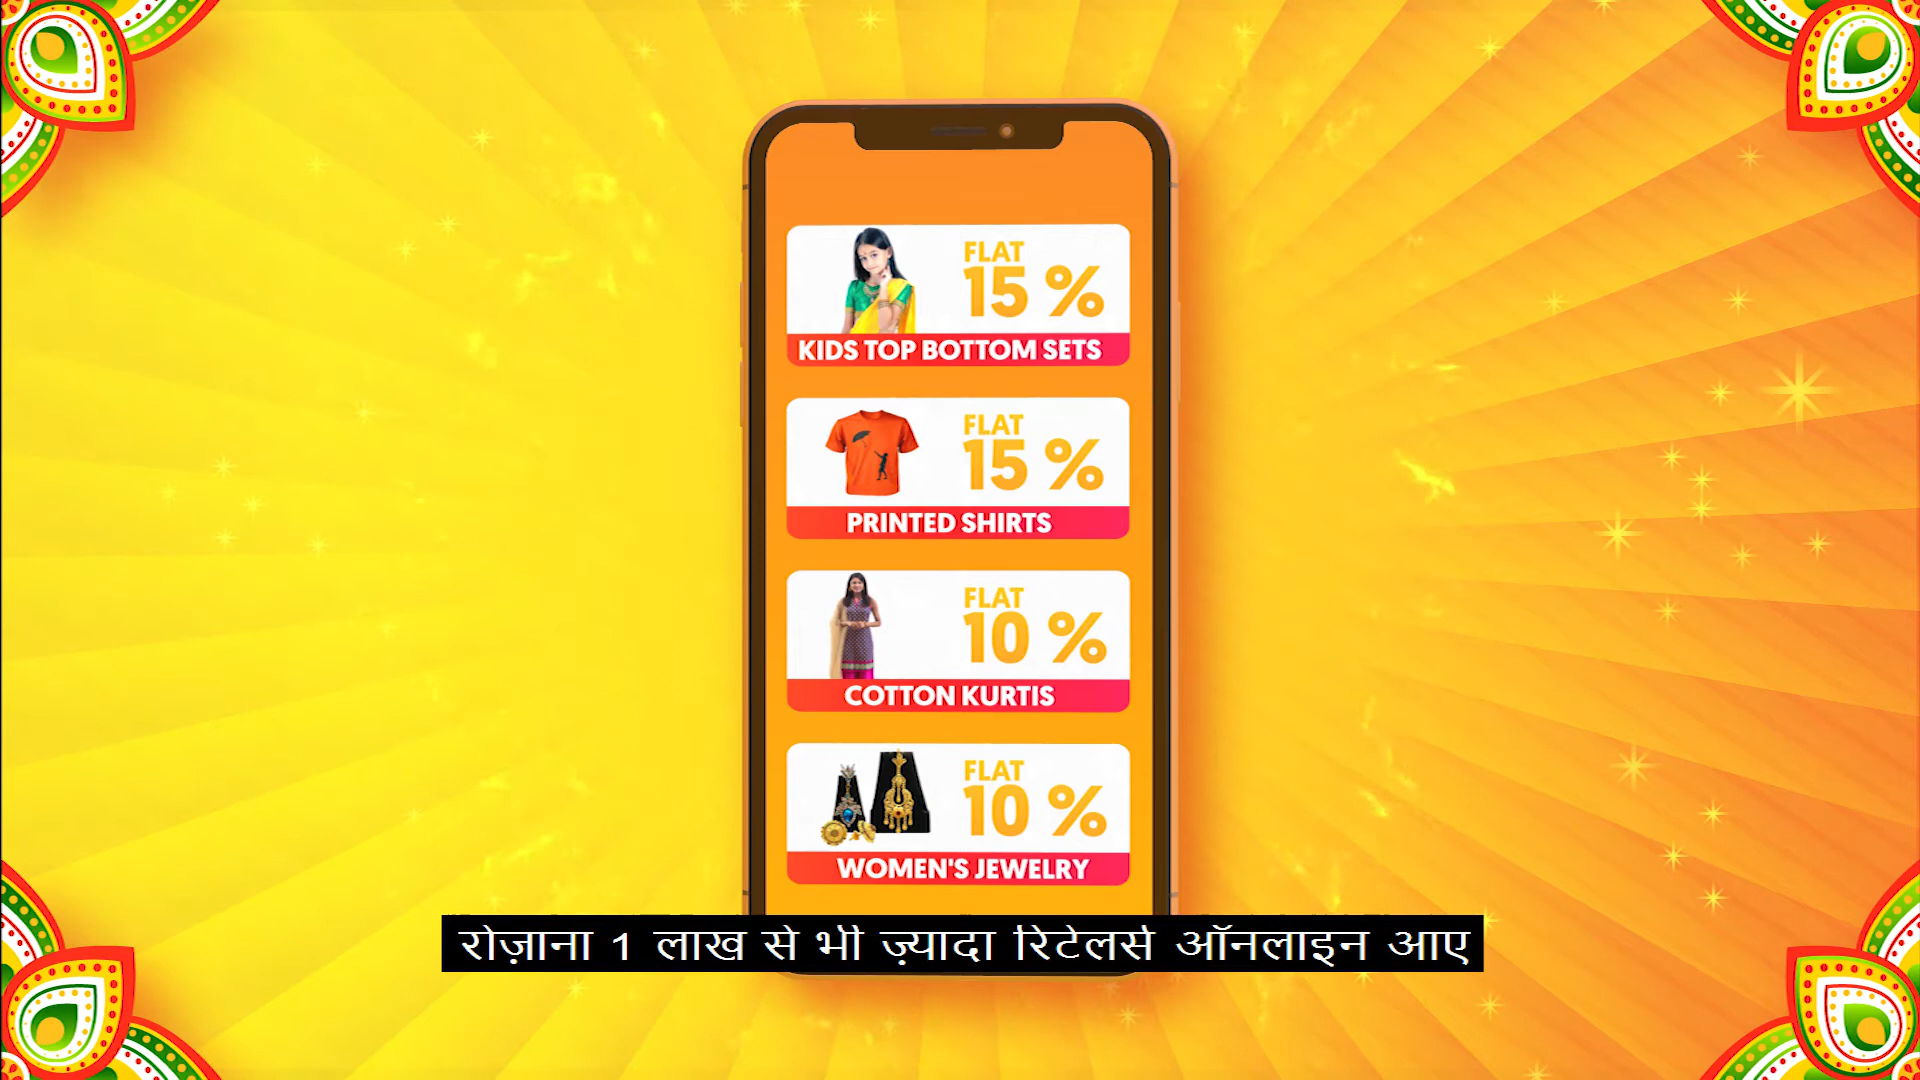 FLAT
15 %
KIDS TOP BOTTOM SETS
FLAT
15 %
PRINTED SHIRTS
FLAT
10 %
COTTON KURTIS
FLAT
10 %
WOMEN'S JEWELRY
रोज़ाना 1 लाख से भी ज़्यादा रिटेलर्स ऑनलाइन आए